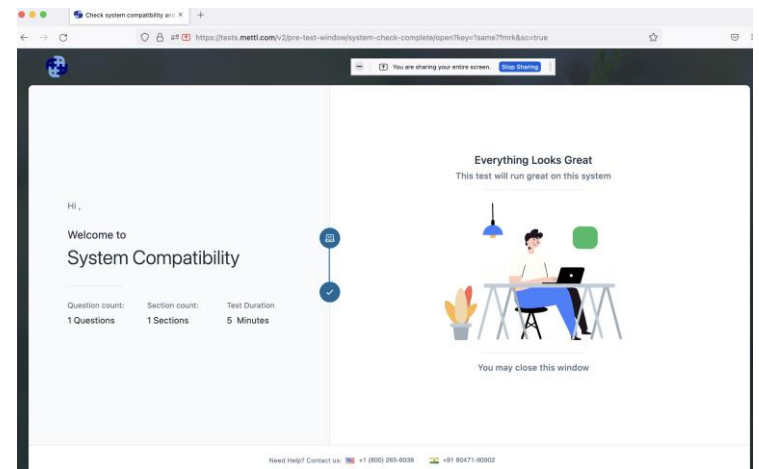 Check system compatibility anc
https://tests.mettl.com/v2/pre-test-window/system-check-complete/open?key=1same7fmrk&sc=true
You are sharing your entire screen. Stop Sharing
Hi ,
Welcome to
System Compatibility
Question count: Section count: Test Duration
1 Questions 1 Sections 5 Minutes
Everything Looks Great
This test will run great on this system
You may close this window
Need Help? Contact us: +1 (800) 265-6038 +91 80471-90902